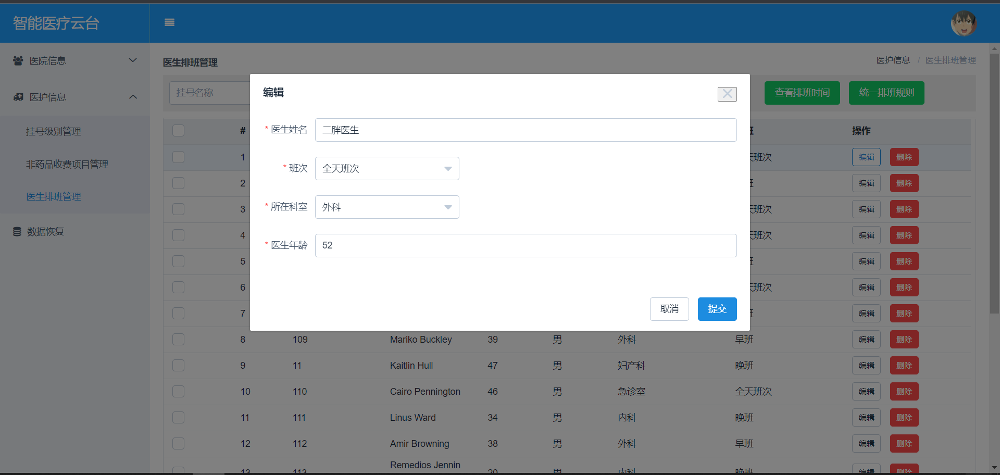 智能医疗云台
医院信息
医护信息
挂号级别管理
非药品收费项目管理
医生排班管理
数据恢复
医生排班管理
医护信息 / 医生排班管理
挂号名称
查看排班时间 统一排班规则
编辑
* 医生姓名 二胖医生
* 班次 全天班次
* 所在科室 外科
* 医生年龄 52
取消 提交
# 班 操作
1 天班次 编辑 删除
2 班 编辑 删除
3 天班次 编辑 删除
4 天班次 编辑 删除
5 班 编辑 删除
6 天班次 编辑 删除
7 班 编辑 删除
8 109 Mariko Buckley 39 男 外科 早班 编辑 删除
9 11 Kaitlin Hull 47 男 妇产科 晚班 编辑 删除
10 110 Cairo Pennington 46 男 急诊室 全天班次 编辑 删除
11 111 Linus Ward 34 男 内科 晚班 编辑 删除
12 112 Amir Browning 38 男 外科 早班 编辑 删除
Remedios Jennin
13 113 20 男 内科 晚班 编辑 删除